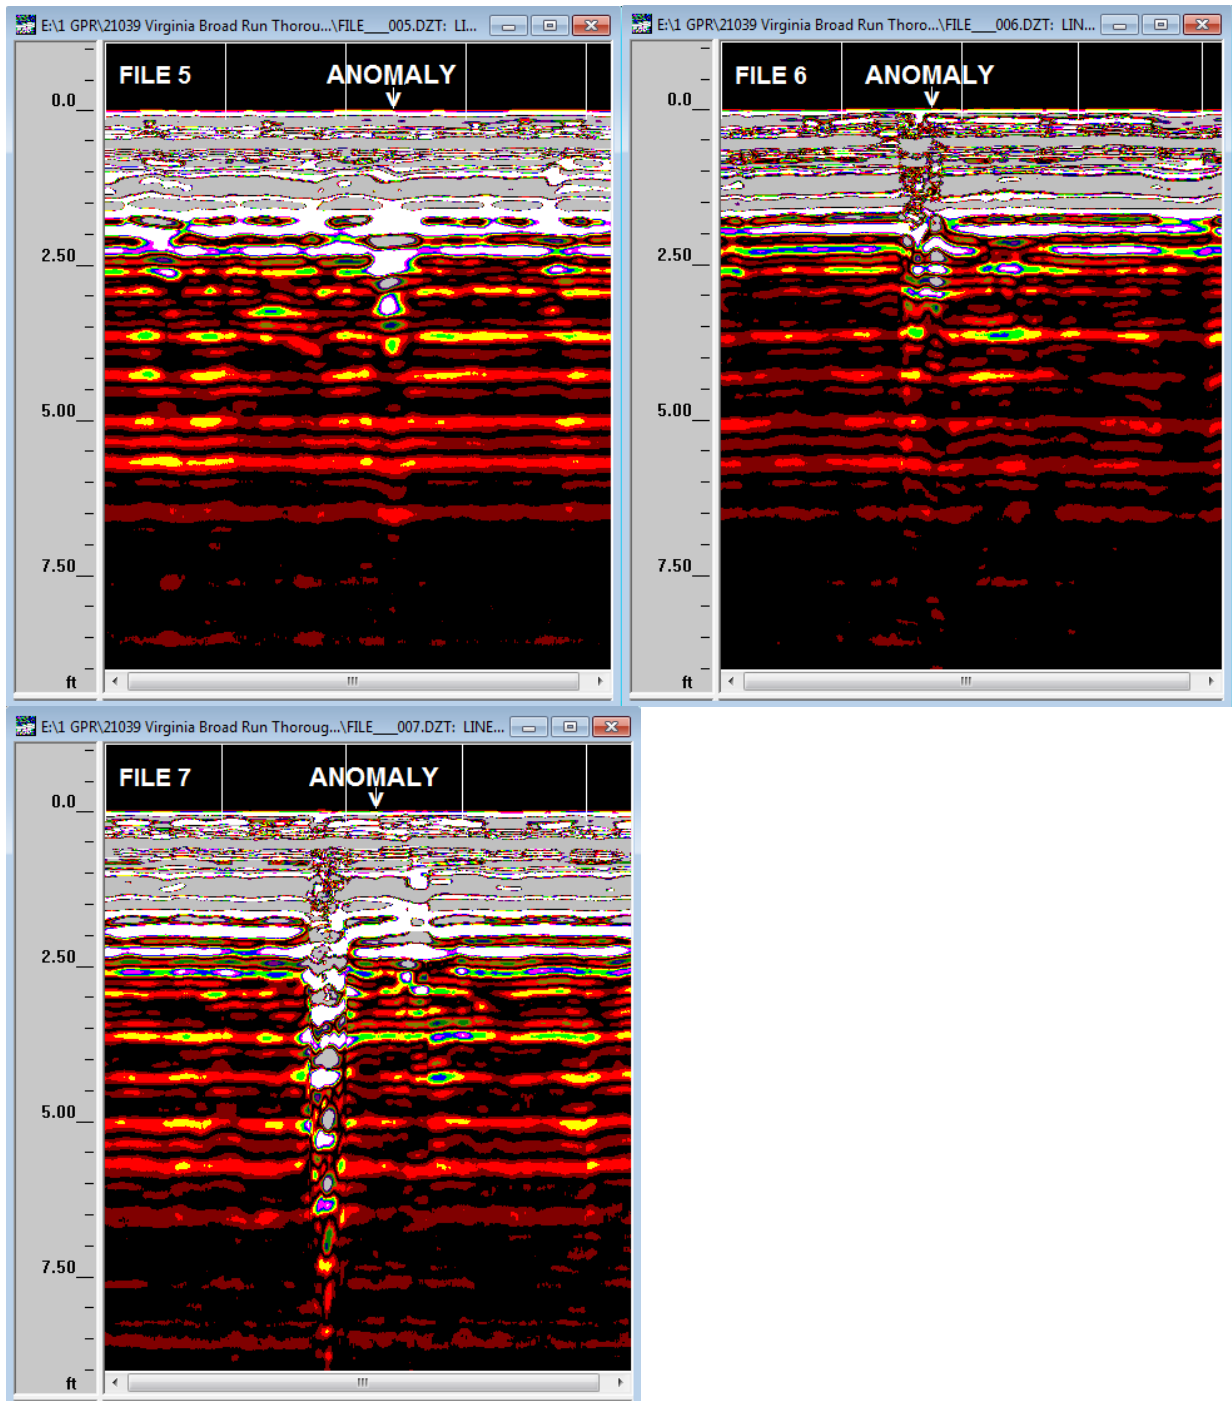 E:\1 GPR\21039 Virginia Broad Run Thorou...\FILE___005.DZT: LI...
FILE 5
ANOMALY
0.0
2.50
5.00
7.50
ft
E:\1 GPR\21039 Virginia Broad Run Thoro...\FILE___006.DZT: LIN...
FILE 6
ANOMALY
0.0
2.50
5.00
7.50
ft
E:\1 GPR\21039 Virginia Broad Run Thoroug...\FILE___007.DZT: LINE...
FILE 7
ANOMALY
0.0
2.50
5.00
7.50
ft